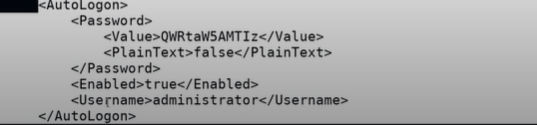 <AutoLogon>
<Password>
<Value>QWRtaW5AMTIz</Value>
<PlainText>false</PlainText>
</Password>
<Enabled>true</Enabled>
<Username>administrator</Username>
</AutoLogon>